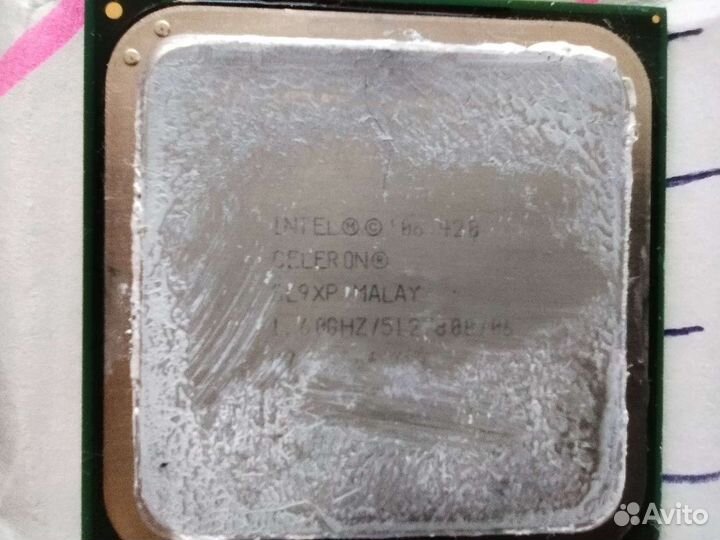 INTEL®©'06 420
CELERON®
SL9XP MALAY
1.60GHZ/512/800/06
Avito